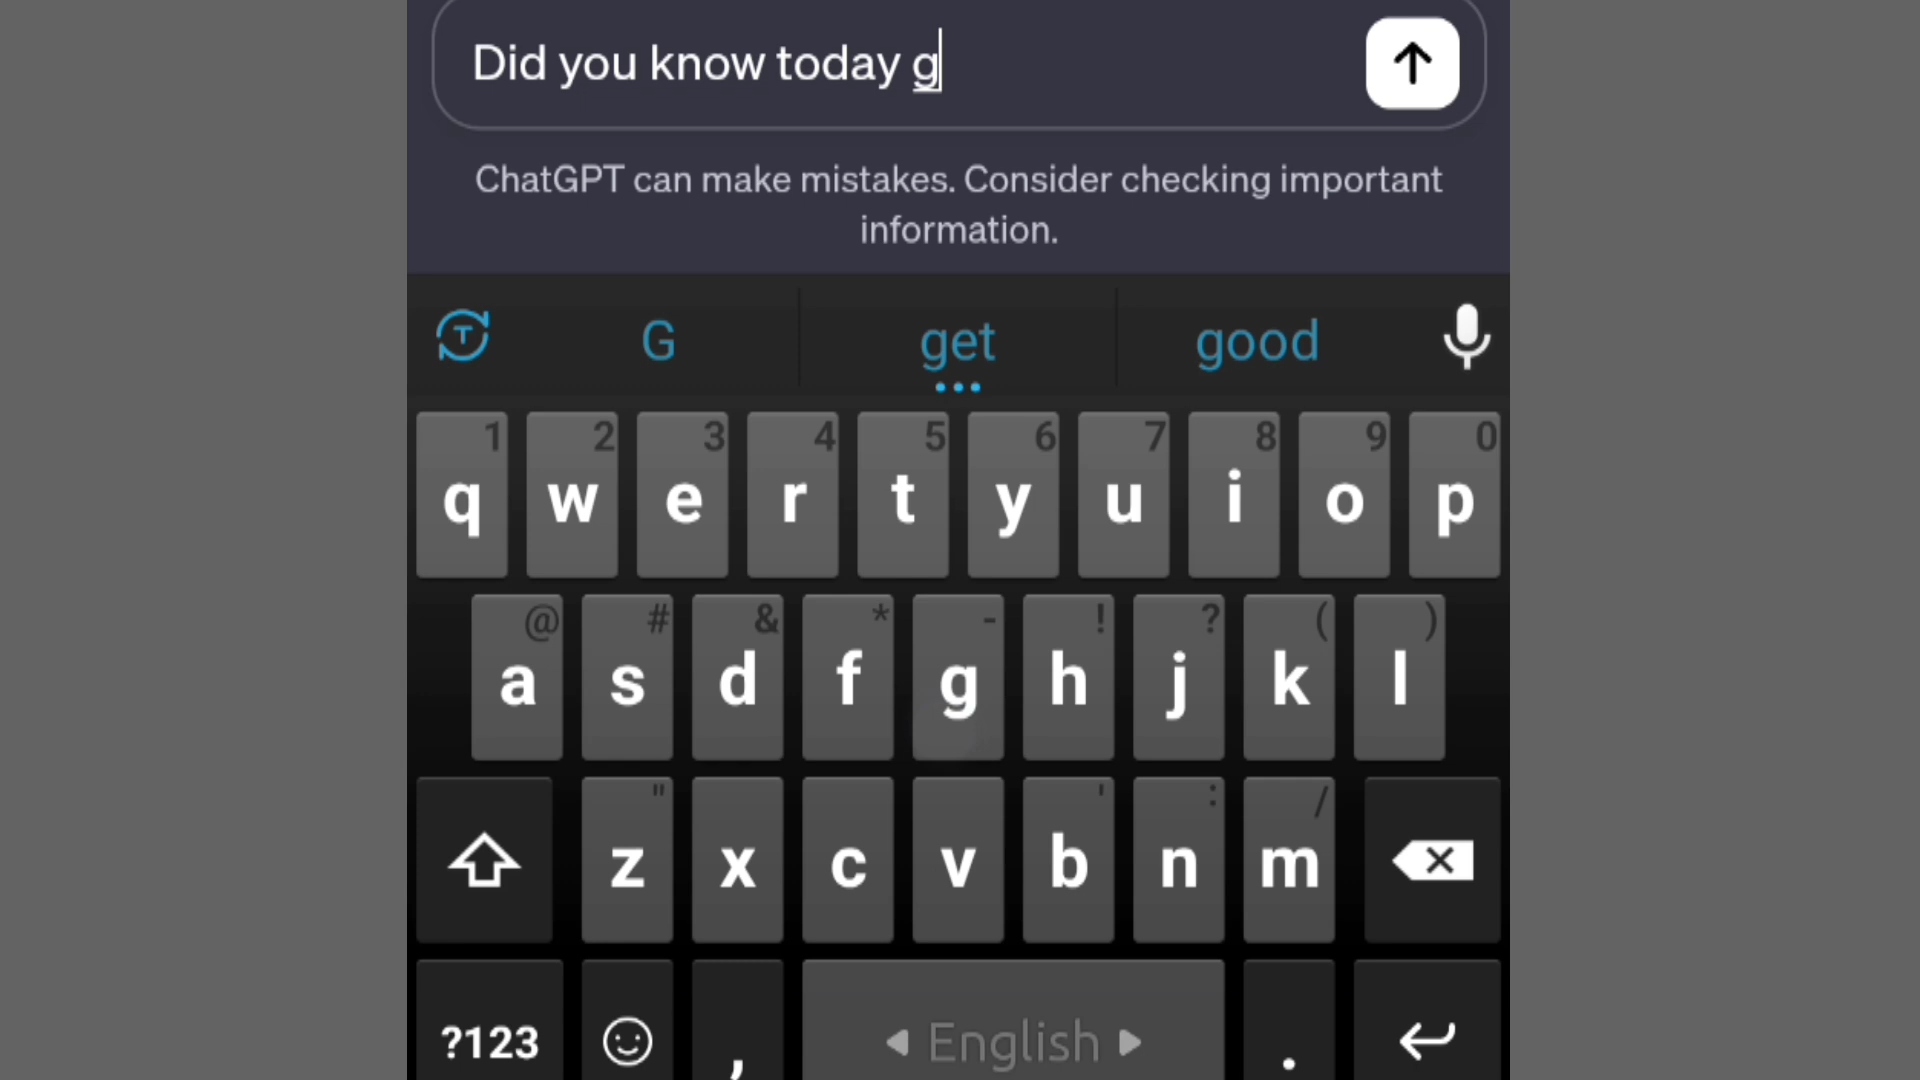 Did you know today g
ChatGPT can make mistakes. Consider checking important
information.
T
G get good
1 2 3 4 5 6 7 8 9 0
q w e r t y u i o p
@ # & * - ! ? ( )
a s d f g h j k l
" ' : /
z x c v b n m
?123 , English .